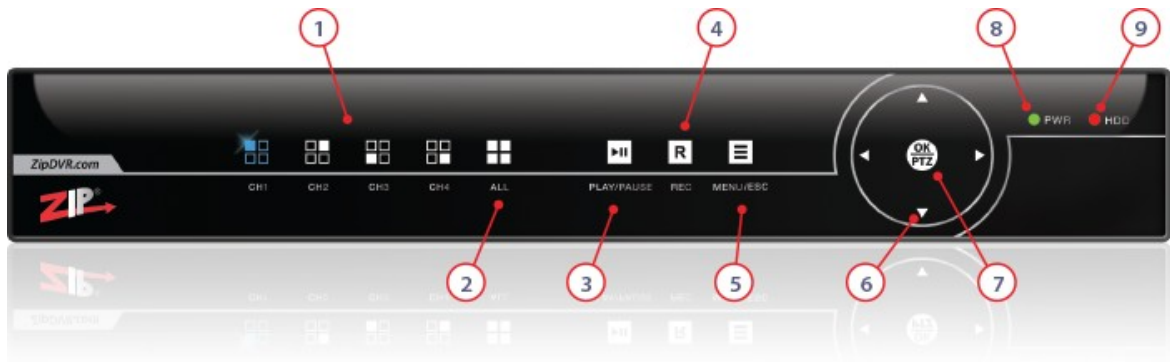 1 4 8 9
PWR HDD
OK
PTZ
R
ZipDVR.com
CH1 CH2 CH3 CH4 ALL PLAY/PAUSE REC MENU/ESC
ZIP®
2 3 5 6 7